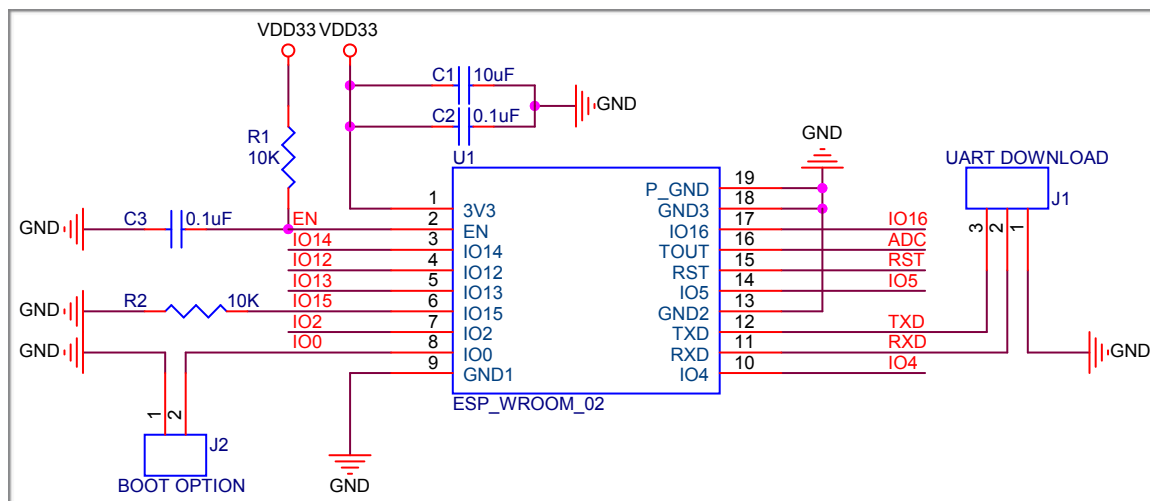 VDD33 VDD33
C1 10uF
GND
C2 0.1uF
R1
10K
U1
GND
UART DOWNLOAD
J1
3 2 1
C3 0.1uF
GND
EN
IO14
IO12
IO13
GND R2 10K IO15
IO2
GND IO0
1 3V3
2 EN
3 IO14
4 IO12
5 IO13
6 IO15
7 IO2
8 IO0
9 GND1
P_GND 19
GND3 18
IO16 17 IO16
TOUT 16 ADC
RST 15 RST
IO5 14 IO5
GND2 13
TXD 12 TXD
RXD 11 RXD
IO4 10 IO4
GND
ESP_WROOM_02
1 2
J2
BOOT OPTION
GND